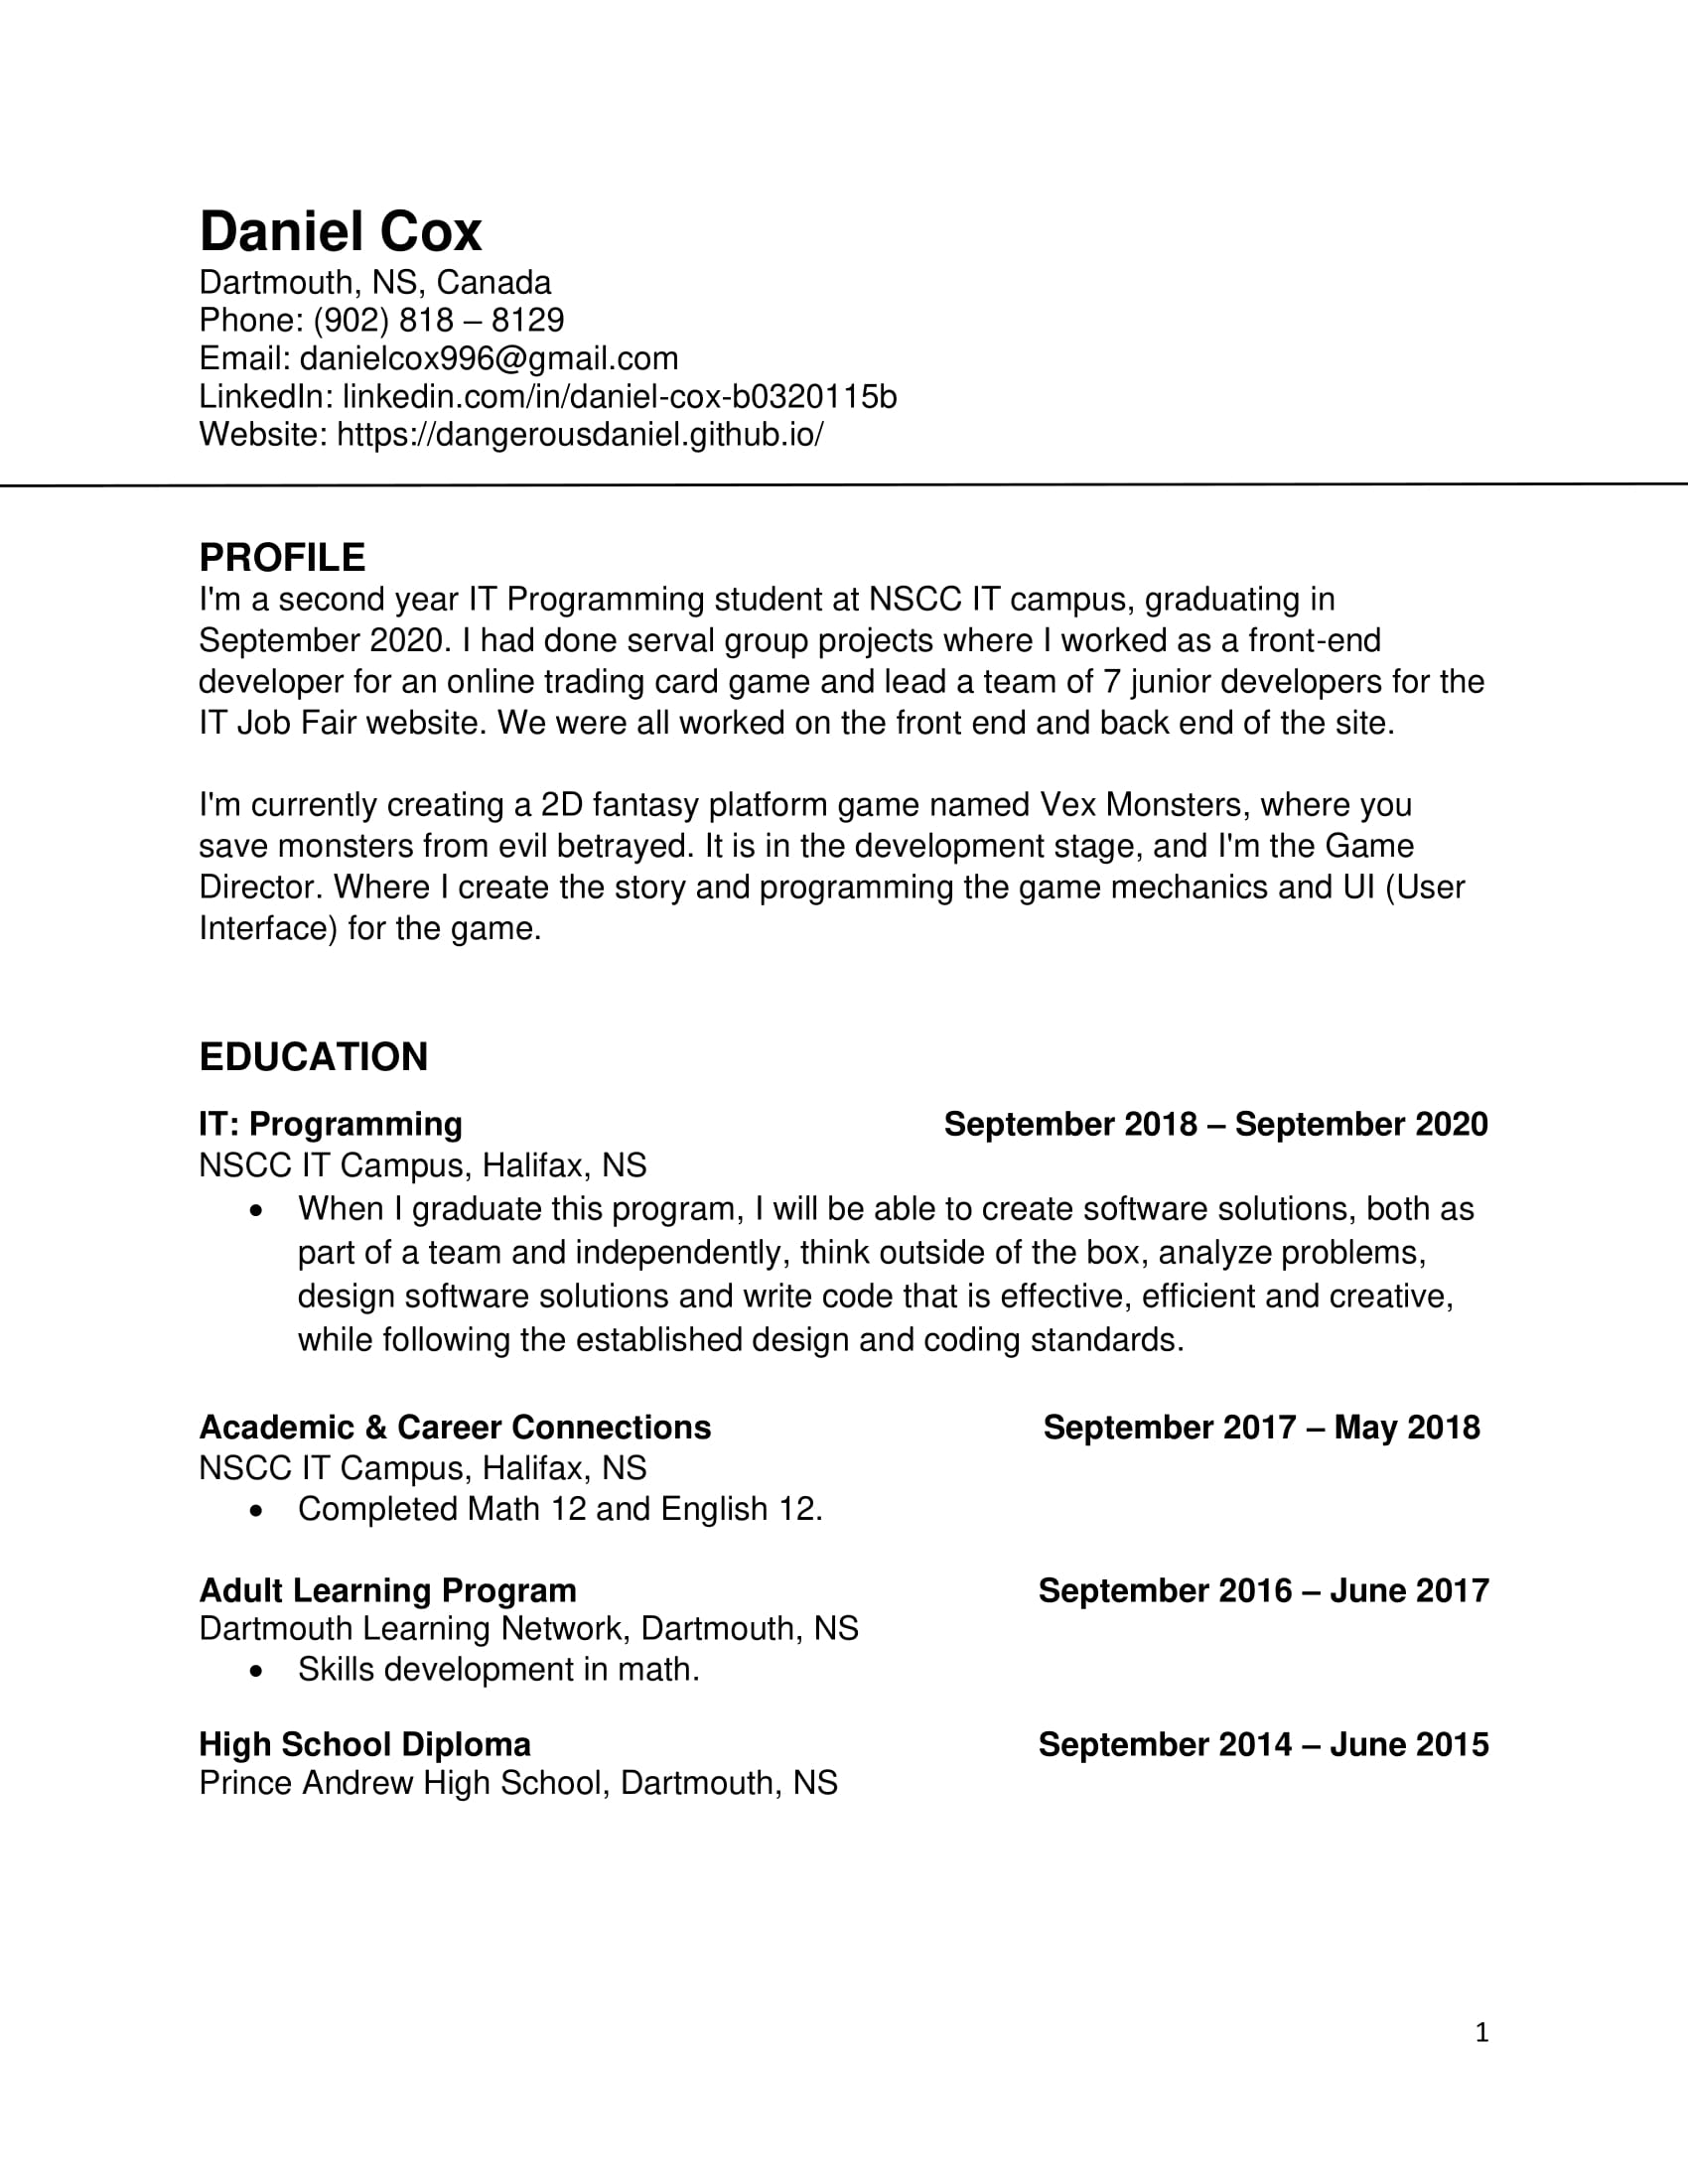 Daniel Cox
Dartmouth, NS, Canada
Phone: (902) 818 – 8129
Email: danielcox996@gmail.com
LinkedIn: linkedin.com/in/daniel-cox-b0320115b
Website: https://dangerousdaniel.github.io/
PROFILE
I'm a second year IT Programming student at NSCC IT campus, graduating in
September 2020. I had done serval group projects where I worked as a front-end
developer for an online trading card game and lead a team of 7 junior developers for the
IT Job Fair website. We were all worked on the front end and back end of the site.
I'm currently creating a 2D fantasy platform game named Vex Monsters, where you
save monsters from evil betrayed. It is in the development stage, and I'm the Game
Director. Where I create the story and programming the game mechanics and UI (User
Interface) for the game.
EDUCATION
IT: Programming September 2018 – September 2020
NSCC IT Campus, Halifax, NS
• When I graduate this program, I will be able to create software solutions, both as
part of a team and independently, think outside of the box, analyze problems,
design software solutions and write code that is effective, efficient and creative,
while following the established design and coding standards.
Academic & Career Connections September 2017 – May 2018
NSCC IT Campus, Halifax, NS
• Completed Math 12 and English 12.
Adult Learning Program September 2016 – June 2017
Dartmouth Learning Network, Dartmouth, NS
• Skills development in math.
High School Diploma September 2014 – June 2015
Prince Andrew High School, Dartmouth, NS
1